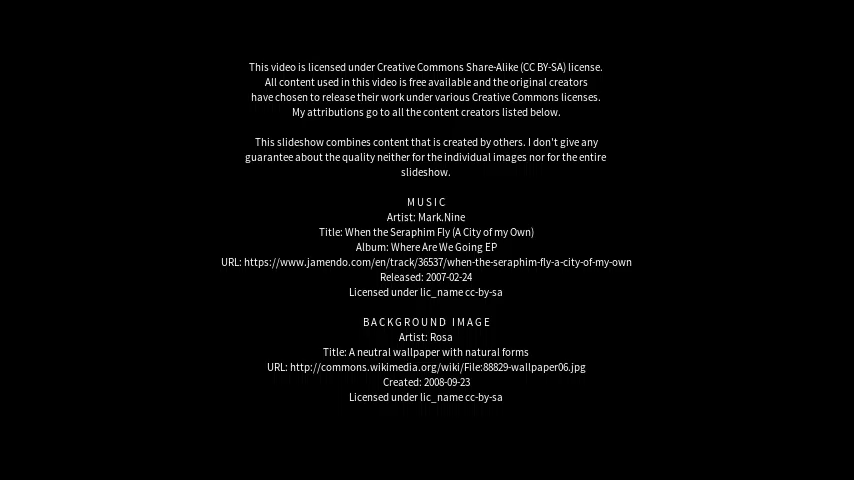 This video is licensed under Creative Commons Share-Alike (CC BY-SA) license.
All content used in this video is free available and the original creators
have chosen to release their work under various Creative Commons licenses.
My attributions go to all the content creators listed below.
This slideshow combines content that is created by others. I don't give any
guarantee about the quality neither for the individual images nor for the entire
slideshow.
MUSIC
Artist: Mark.Nine
Title: When the Seraphim Fly (A City of my Own)
Album: Where Are We Going EP
URL: https://www.jamendo.com/en/track/36537/when-the-seraphim-fly-a-city-of-my-own
Released: 2007-02-24
Licensed under lic_name cc-by-sa
BACKGROUND IMAGE
Artist: Rosa
Title: A neutral wallpaper with natural forms
URL: http://commons.wikimedia.org/wiki/File:88829-wallpaper06.jpg
Created: 2008-09-23
Licensed under lic_name cc-by-sa